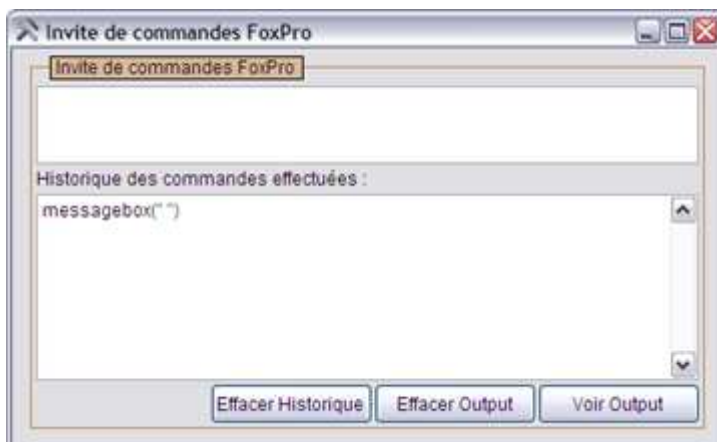 Invite de commandes FoxPro
Invite de commandes FoxPro
Historique des commandes effectuées :
messagebox(" ")
Effacer Historique
Effacer Output
Voir Output